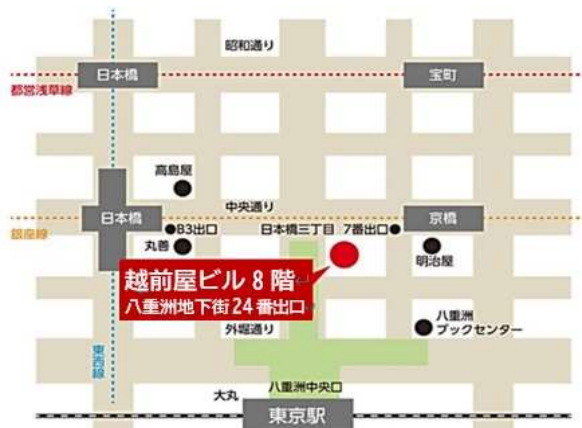 昭和通り
日本橋
宝町
都営浅草線
高島屋
中央通り
日本橋
京橋
銀座線
B3出口
日本橋三丁目
7番出口
丸善
明治屋
越前屋ビル 8 階
八重洲地下街 24 番出口
外堀通り
八重洲
ブックセンター
東西線
大丸
八重洲中央口
東京駅